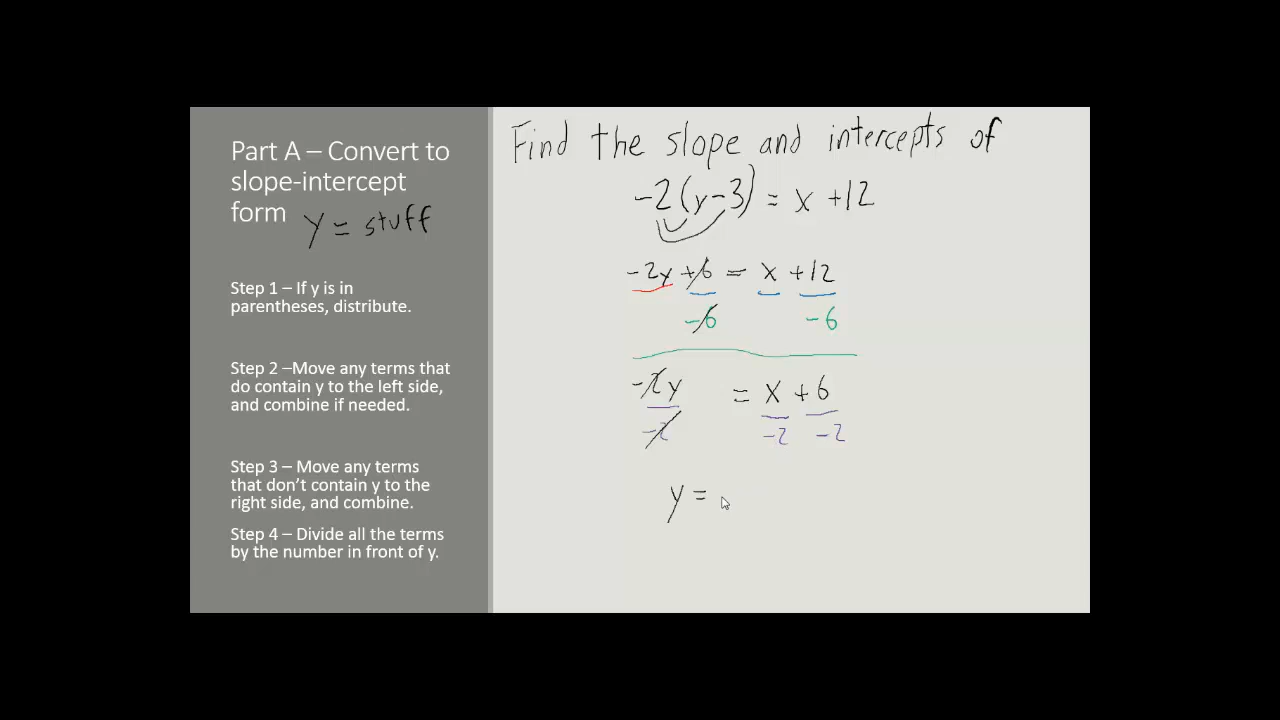 Part A – Convert to
slope-intercept
form y = stuff
Step 1 – If y is in
parentheses, distribute.
Step 2 –Move any terms that
do contain y to the left side,
and combine if needed.
Step 3 – Move any terms
that don't contain y to the
right side, and combine.
Step 4 – Divide all the terms
by the number in front of y.
Find the slope and intercepts of
-2(y-3) = x +12
-2y +6 = x +12
-6 -6
-2y = x + 6
-2 -2 -2
y =